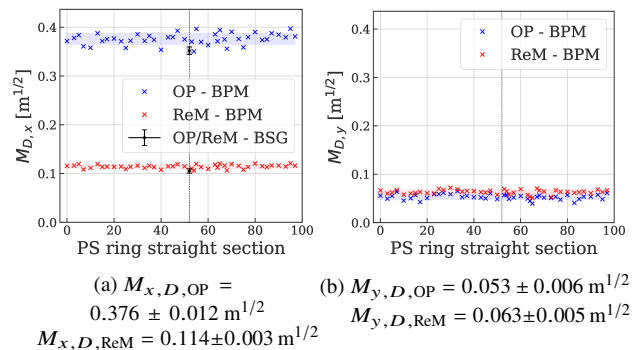 0.4
0.3
0.2
0.1
0.0
M_{D,x} [m^{1/2}]
OP - BPM
ReM - BPM
OP/ReM - BSG
0 20 40 60 80 100
PS ring straight section
0.4
0.3
0.2
0.1
0.0
M_{D,y} [m^{1/2}]
OP - BPM
ReM - BPM
0 20 40 60 80 100
PS ring straight section
(a) M_{x,D,OP} =
0.376 ± 0.012 m^{1/2}
M_{x,D,ReM} = 0.114±0.003 m^{1/2}
(b) M_{y,D,OP} = 0.053 ± 0.006 m^{1/2}
M_{y,D,ReM} = 0.063±0.005 m^{1/2}